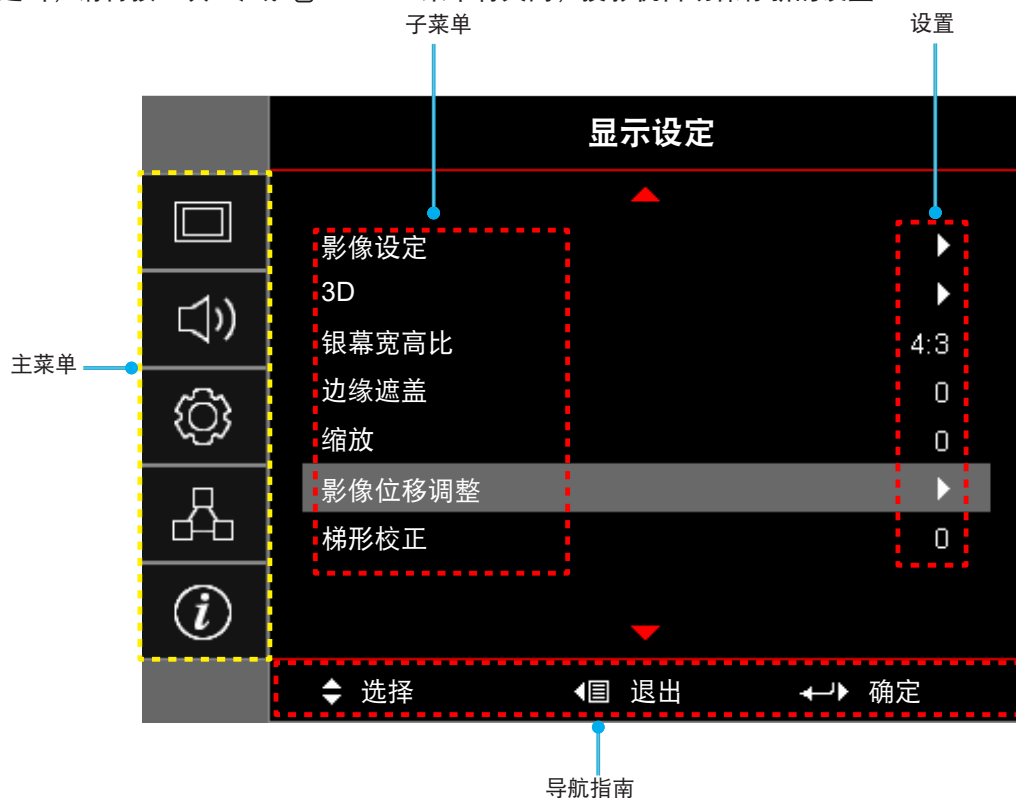 子菜单
设置
显示设定
影像设定
3D
银幕宽高比 4:3
边缘遮盖 0
缩放 0
影像位移调整
梯形校正 0
主菜单
选择 退出 确定
导航指南